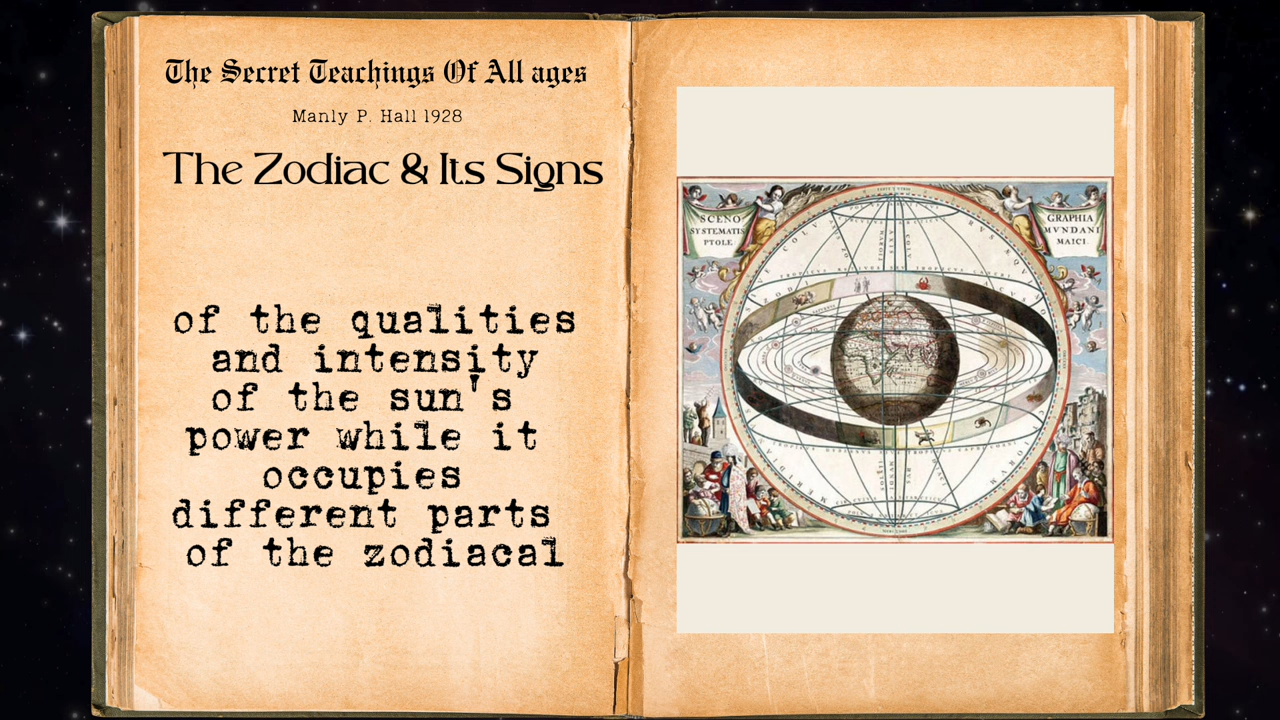 The Secret Teachings Of All ages
Manly P. Hall 1928
The Zodiac & Its Signs
of the qualities
and intensity
of the sun's
power while it
occupies
different parts
of the zodiacal
SCENO
SYSTEMATIS
PTOLE
GRAPHIA
MVNDANI
MAICI.